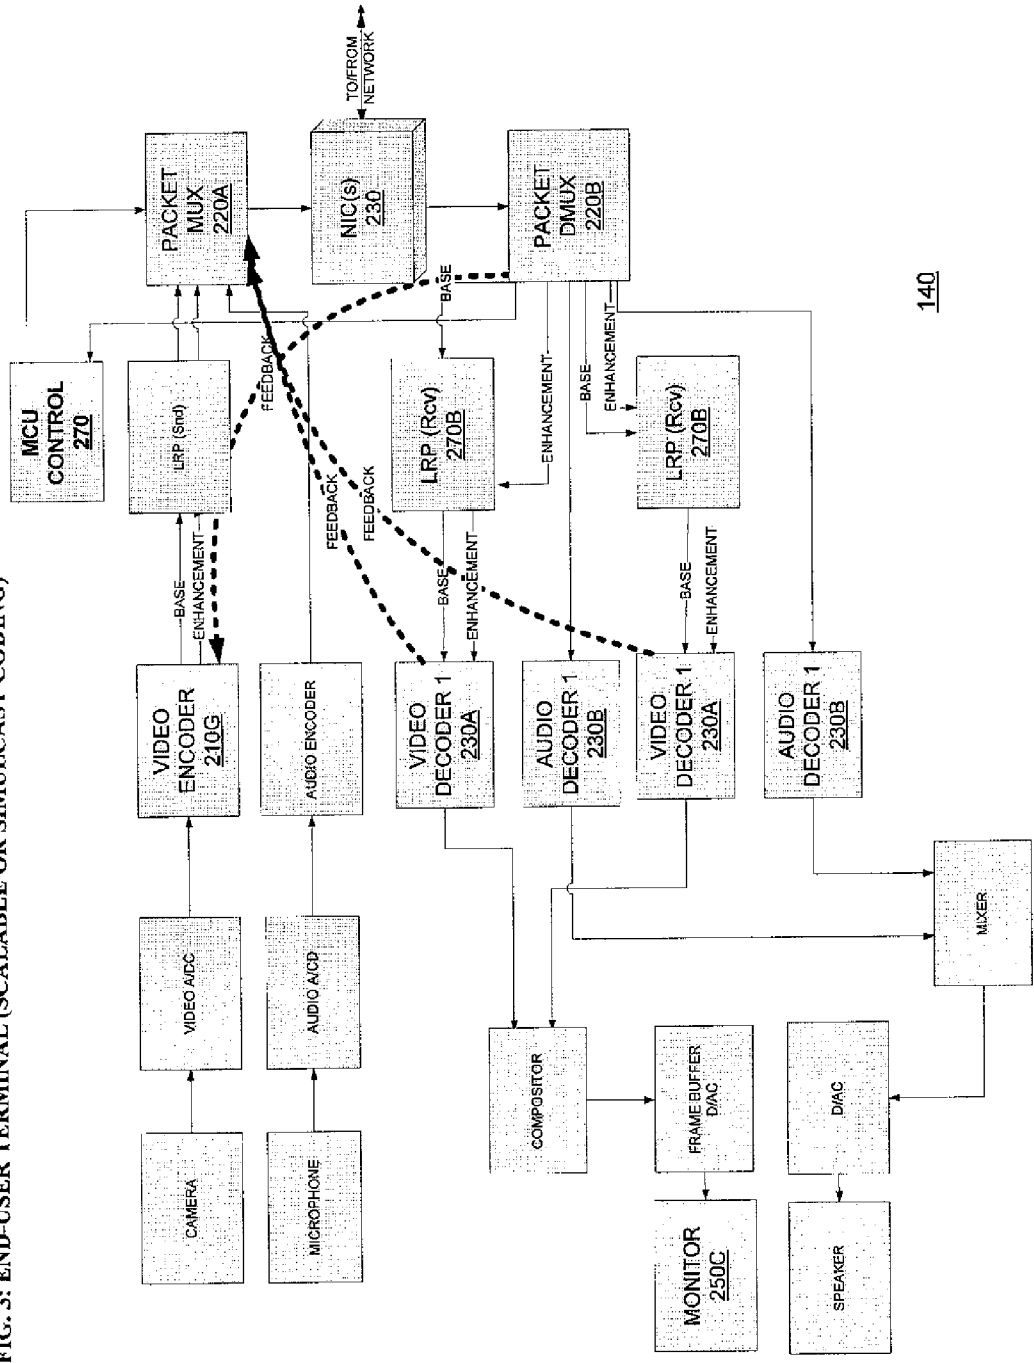 FIG. 3: END-USER TERMINAL (SCALABLE OR SIMULCAST CODING)
CAMERA
VIDEO A/DC
VIDEO
ENCODER
210G
BASE
ENHANCEMENT
LRP (Snd)
MCU
CONTROL
270
PACKET
MUX
220A
MICROPHONE
AUDIO A/CD
AUDIO ENCODER
FEEDBACK
FEEDBACK
FEEDBACK
NIC(s)
230
TO/FROM
NETWORK
VIDEO
DECODER 1
230A
BASE
ENHANCEMENT
LRP (Rcv)
270B
BASE
ENHANCEMENT
PACKET
DMUX
220B
COMPOSITOR
AUDIO
DECODER 1
230B
BASE
ENHANCEMENT
MONITOR
250C
FRAME BUFFER
D/AC
VIDEO
DECODER 1
230A
BASE
ENHANCEMENT
LRP (Rcv)
270B
SPEAKER
D/AC
AUDIO
DECODER 1
230B
MIXER
140